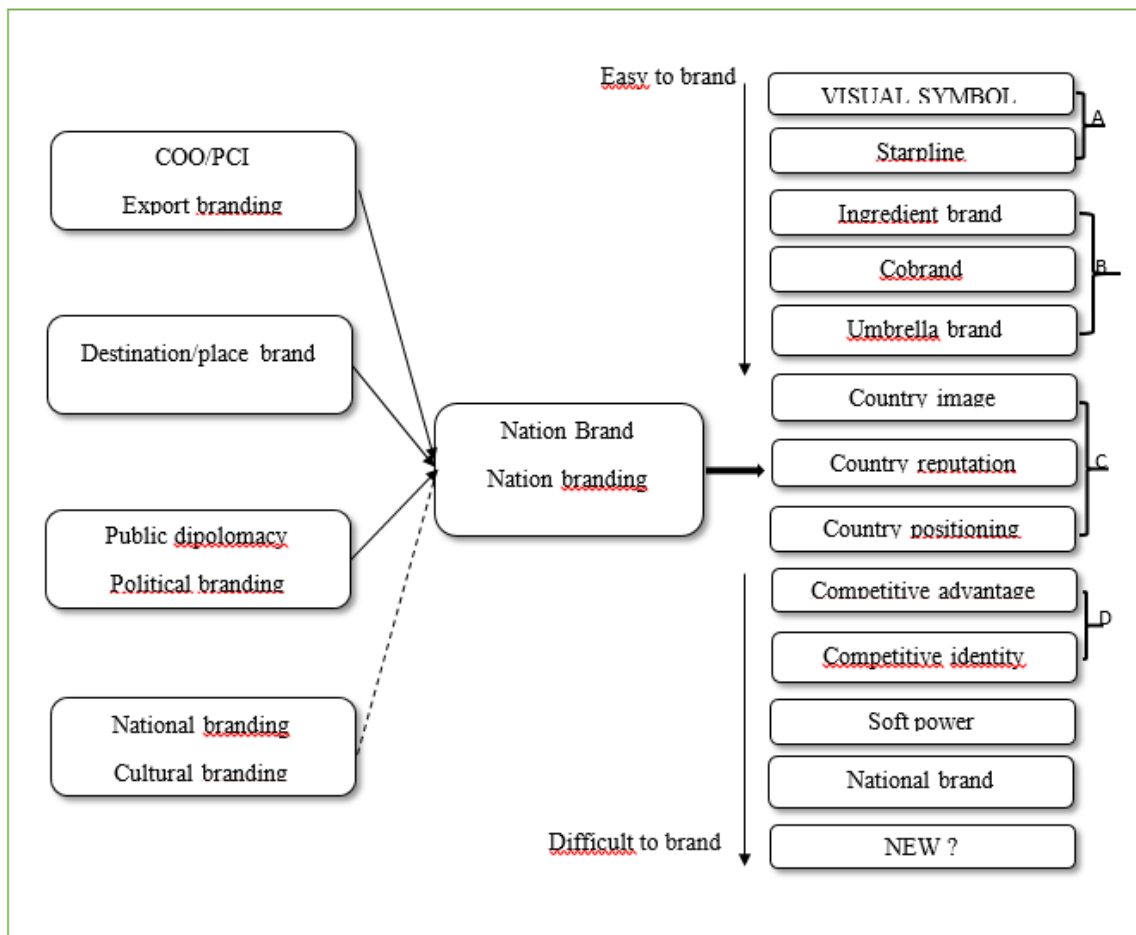 COO/PCI
Export branding
Destination/place brand
Public dipolomacy
Political branding
National branding
Cultural branding
Nation Brand
Nation branding
Easy to brand
Difficult to brand
VISUAL SYMBOL
Starpline
Ingredient brand
Cobrand
Umbrella brand
Country image
Country reputation
Country positioning
Competitive advantage
Competitive identity
Soft power
National brand
NEW ?
A
B
C
D